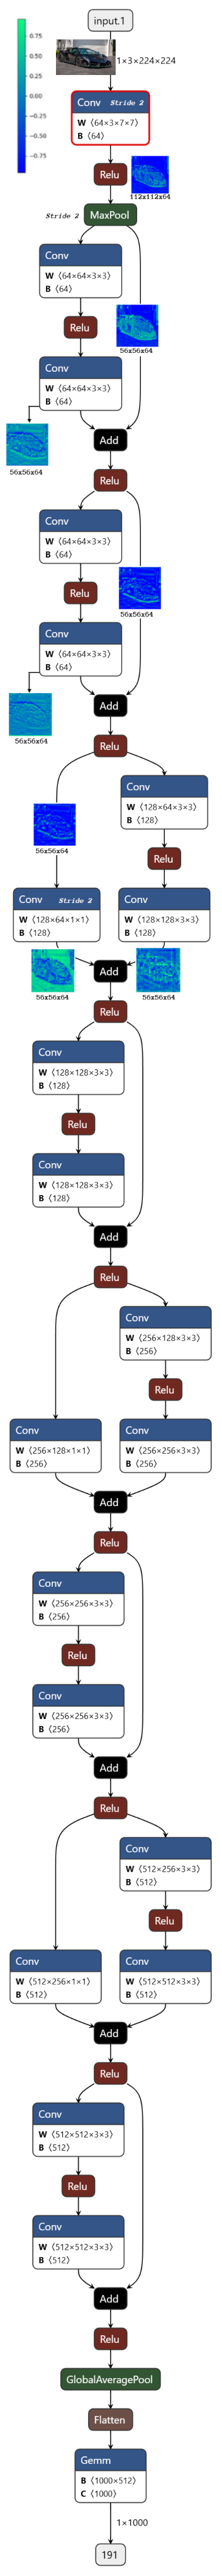 input.1
0.75
0.50
0.25
0.00
−0.25
−0.50
−0.75
1×3×224×224
Conv Stride 2
W ⟨64×3×7×7⟩
B ⟨64⟩
Relu
112x112x64
Stride 2 MaxPool
Conv
W ⟨64×64×3×3⟩
B ⟨64⟩
Relu
56x56x64
Conv
W ⟨64×64×3×3⟩
B ⟨64⟩
Add
56x56x64
Relu
Conv
W ⟨64×64×3×3⟩
B ⟨64⟩
Relu
56x56x64
Conv
W ⟨64×64×3×3⟩
B ⟨64⟩
Add
56x56x64
Relu
Conv
W ⟨128×64×3×3⟩
B ⟨128⟩
56x56x64
Relu
Conv Stride 2
W ⟨128×64×1×1⟩
B ⟨128⟩
Conv
W ⟨128×128×3×3⟩
B ⟨128⟩
Add
56x56x64
56x56x64
Relu
Conv
W ⟨128×128×3×3⟩
B ⟨128⟩
Relu
Conv
W ⟨128×128×3×3⟩
B ⟨128⟩
Add
Relu
Conv
W ⟨256×128×3×3⟩
B ⟨256⟩
Relu
Conv
W ⟨256×128×1×1⟩
B ⟨256⟩
Conv
W ⟨256×256×3×3⟩
B ⟨256⟩
Add
Relu
Conv
W ⟨256×256×3×3⟩
B ⟨256⟩
Relu
Conv
W ⟨256×256×3×3⟩
B ⟨256⟩
Add
Relu
Conv
W ⟨512×256×3×3⟩
B ⟨512⟩
Relu
Conv
W ⟨512×256×1×1⟩
B ⟨512⟩
Conv
W ⟨512×512×3×3⟩
B ⟨512⟩
Add
Relu
Conv
W ⟨512×512×3×3⟩
B ⟨512⟩
Relu
Conv
W ⟨512×512×3×3⟩
B ⟨512⟩
Add
Relu
GlobalAveragePool
Flatten
Gemm
B ⟨1000×512⟩
C ⟨1000⟩
1×1000
191